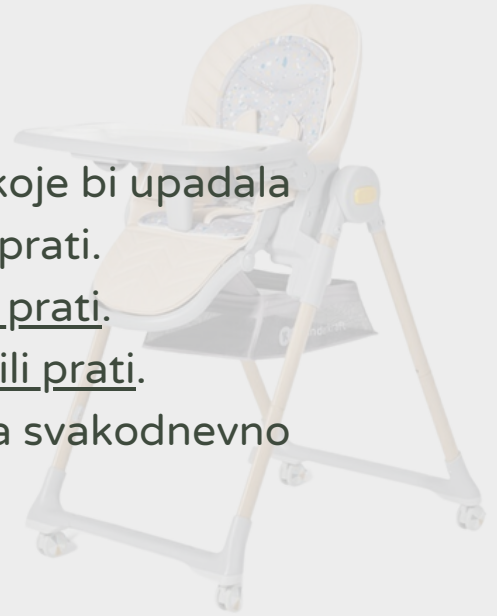 koje bi upadala
prati.
prati.
ili prati.
a svakodnevno